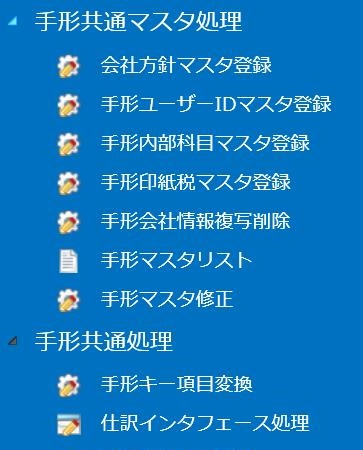 手形共通マスタ処理
会社方針マスタ登録
手形ユーザーIDマスタ登録
手形内部科目マスタ登録
手形印紙税マスタ登録
手形会社情報複写削除
手形マスタリスト
手形マスタ修正
手形共通処理
手形キー項目変換
仕訳インタフェース処理